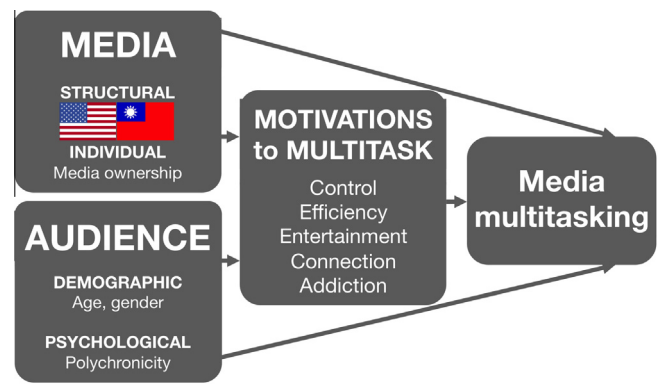 MEDIA
STRUCTURAL
INDIVIDUAL
Media ownership
AUDIENCE
DEMOGRAPHIC
Age, gender
PSYCHOLOGICAL
Polychronicity
MOTIVATIONS
to MULTITASK
Control
Efficiency
Entertainment
Connection
Addiction
Media
multitasking